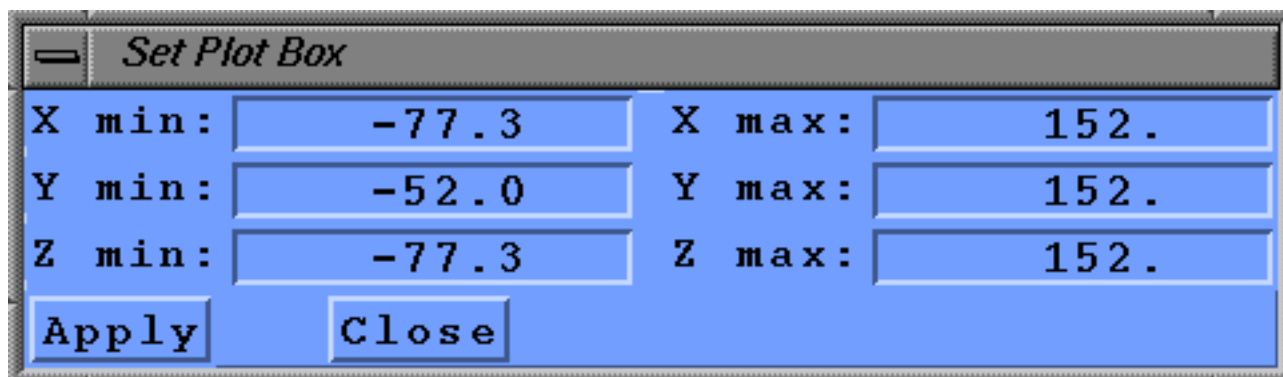 Set Plot Box
X min: -77.3 X max: 152.
Y min: -52.0 Y max: 152.
Z min: -77.3 Z max: 152.
Apply Close